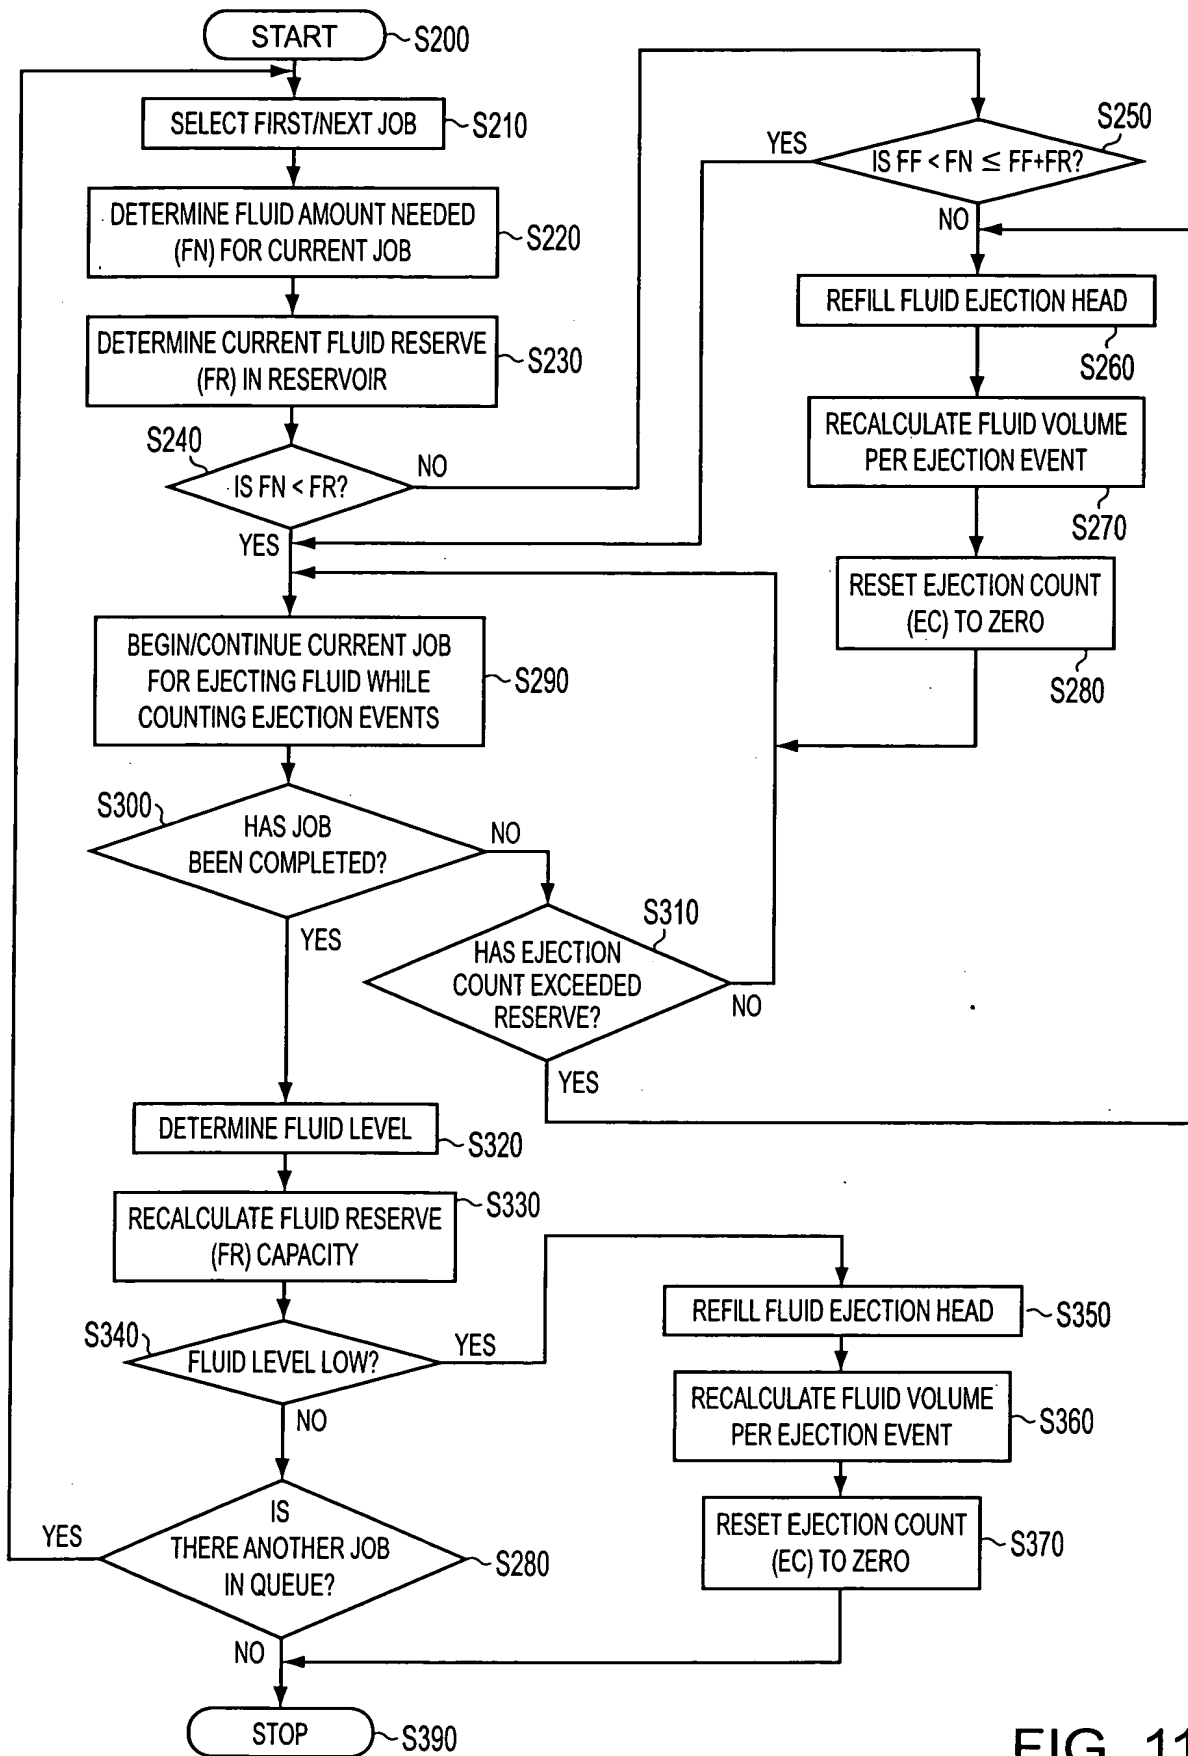 START
S200
SELECT FIRST/NEXT JOB
S210
DETERMINE FLUID AMOUNT NEEDED
(FN) FOR CURRENT JOB
S220
DETERMINE CURRENT FLUID RESERVE
(FR) IN RESERVOIR
S230
S240
IS FN < FR?
NO
YES
S250
IS FF < FN ≤ FF+FR?
YES
NO
REFILL FLUID EJECTION HEAD
S260
RECALCULATE FLUID VOLUME
PER EJECTION EVENT
S270
RESET EJECTION COUNT
(EC) TO ZERO
S280
BEGIN/CONTINUE CURRENT JOB
FOR EJECTING FLUID WHILE
COUNTING EJECTION EVENTS
S290
S300
HAS JOB
BEEN COMPLETED?
NO
YES
S310
HAS EJECTION
COUNT EXCEEDED
RESERVE?
NO
YES
DETERMINE FLUID LEVEL
S320
RECALCULATE FLUID RESERVE
(FR) CAPACITY
S330
S340
FLUID LEVEL LOW?
YES
NO
REFILL FLUID EJECTION HEAD
S350
RECALCULATE FLUID VOLUME
PER EJECTION EVENT
S360
RESET EJECTION COUNT
(EC) TO ZERO
S370
IS
THERE ANOTHER JOB
IN QUEUE?
S280
YES
NO
STOP
S390
FIG. 11